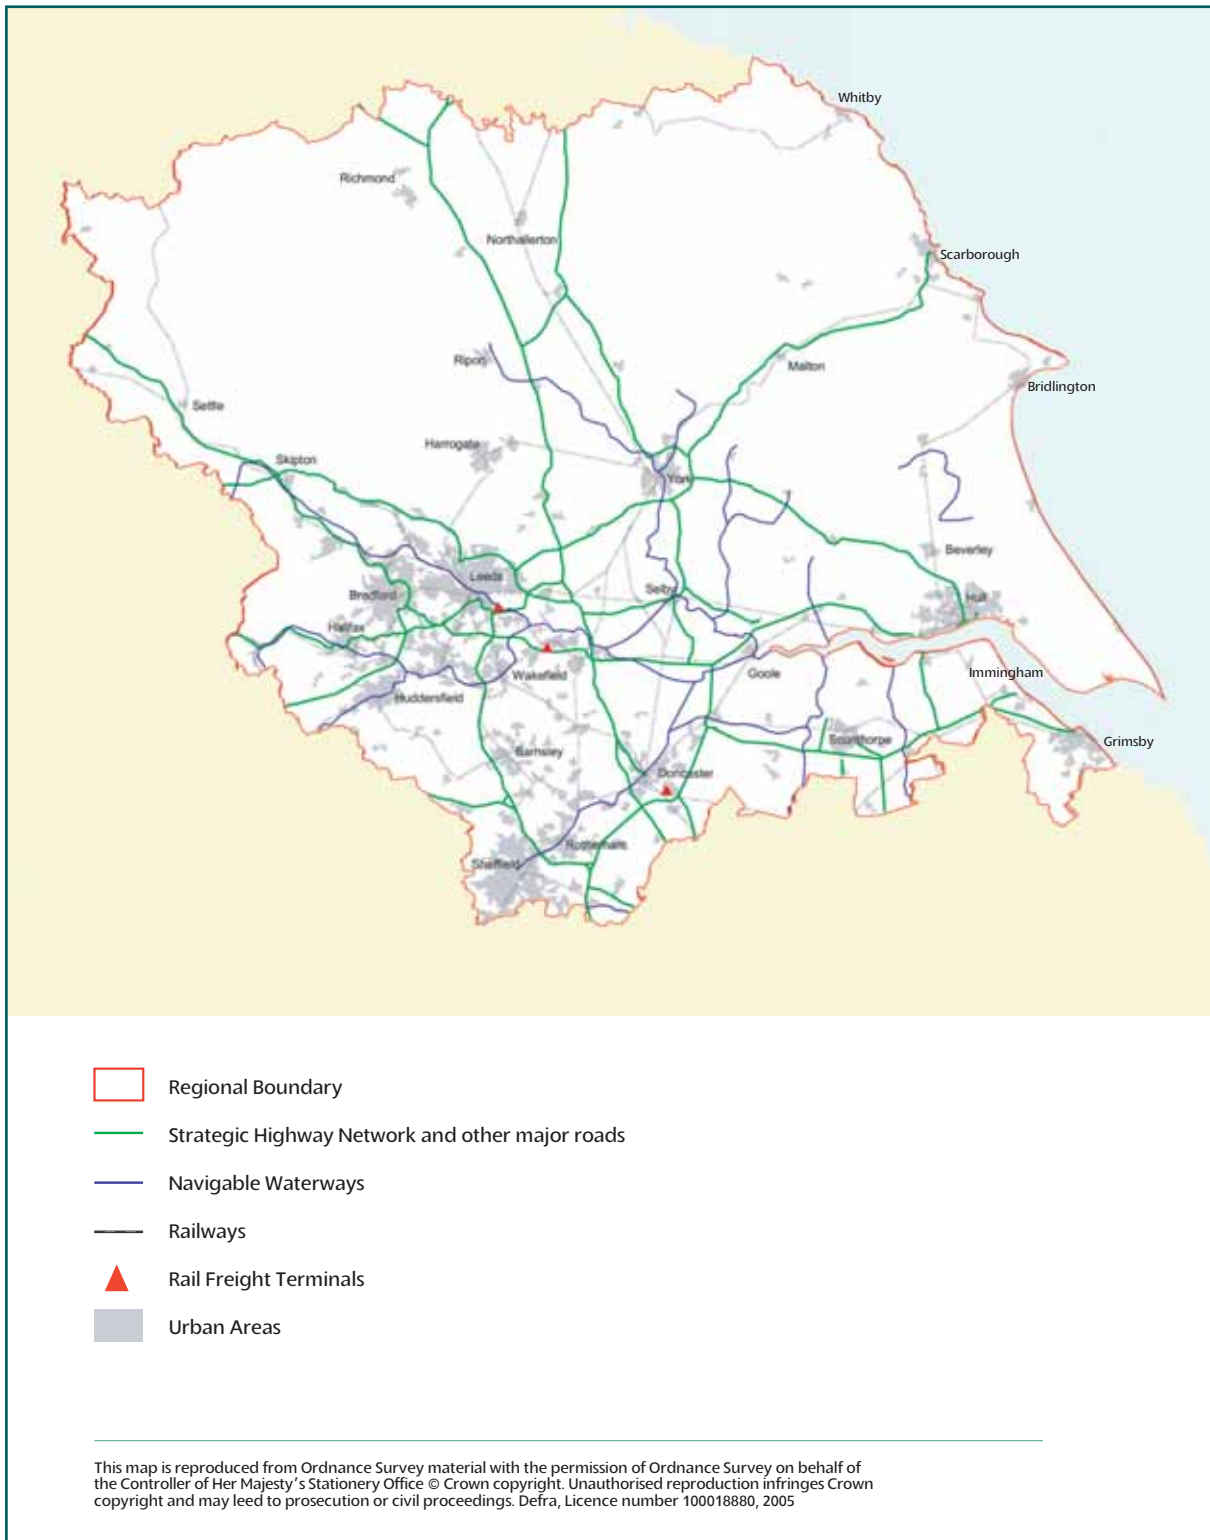 Whitby
Richmond
Northallerton
Scarborough
Ripon
Malton
Bridlington
Settle
Harrogate
Skipton
York
Beverley
Leeds
Bradford
Selby
Hull
Halifax
Wakefield
Goole
Immingham
Huddersfield
Scunthorpe
Grimsby
Barnsley
Doncaster
Rotherham
Sheffield
Regional Boundary
Strategic Highway Network and other major roads
Navigable Waterways
Railways
Rail Freight Terminals
Urban Areas
This map is reproduced from Ordnance Survey material with the permission of Ordnance Survey on behalf of
the Controller of Her Majesty's Stationery Office © Crown copyright. Unauthorised reproduction infringes Crown
copyright and may leed to prosecution or civil proceedings. Defra, Licence number 100018880, 2005